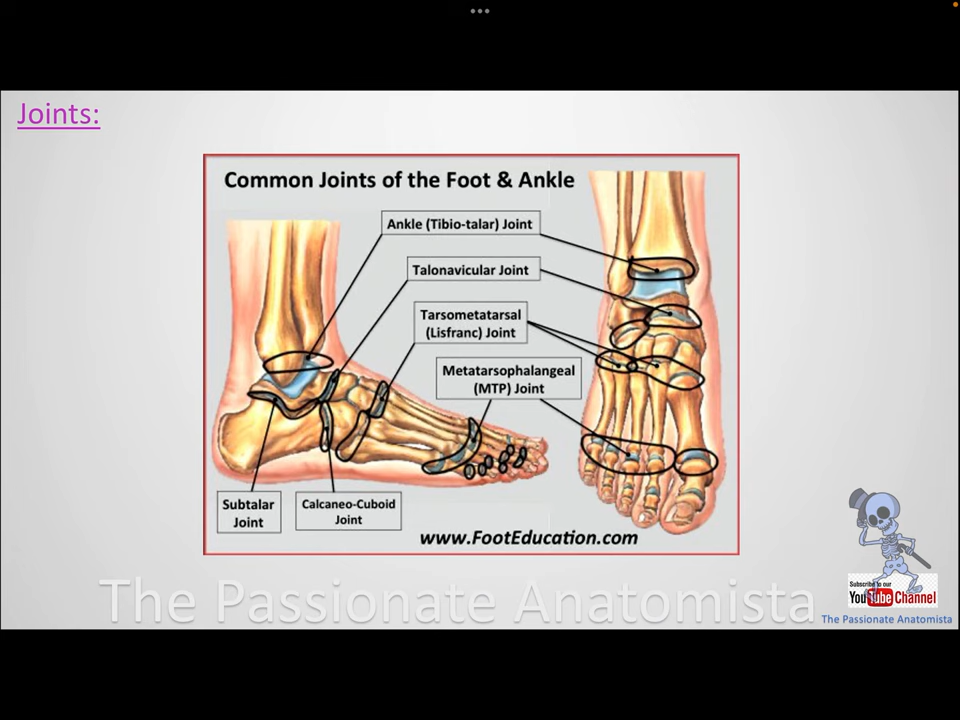 Joints:
Common Joints of the Foot & Ankle
Ankle (Tibio-talar) Joint
Talonavicular Joint
Tarsometatarsal
(Lisfranc) Joint
Metatarsophalangeal
(MTP) Joint
Subtalar
Joint
Calcaneo-Cuboid
Joint
www.FootEducation.com
The Passionate Anatomista
Subscribe to our
YouTube Channel
The Passionate Anatomista